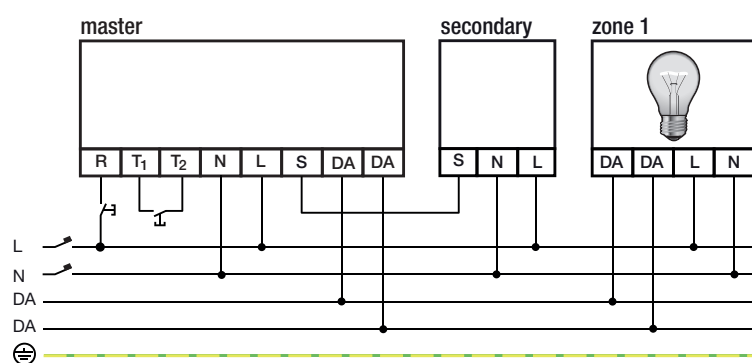 master secondary zone 1
R T1 T2 N L S DA DA S N L DA DA L N
L
N
DA
DA